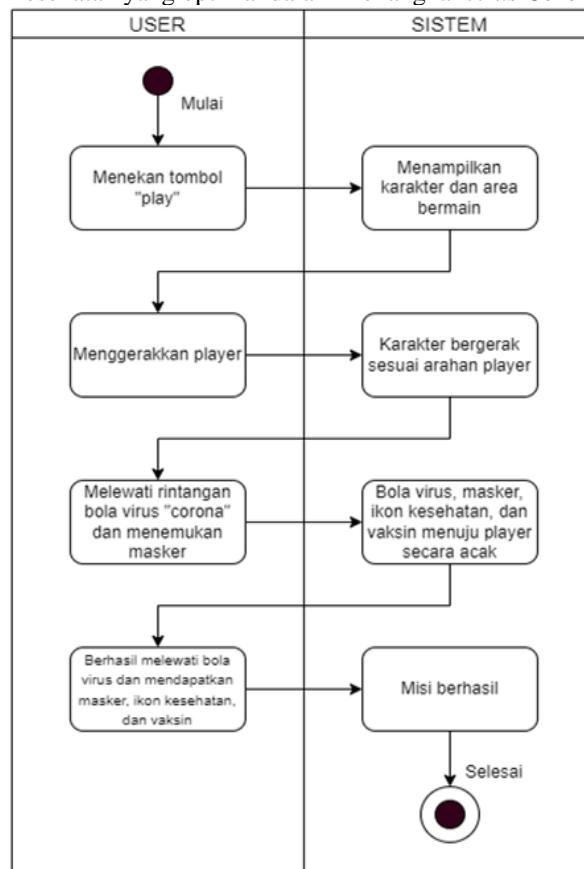 USER
SISTEM
Mulai
Menekan tombol
"play"
Menampilkan
karakter dan area
bermain
Menggerakkan player
Karakter bergerak
sesuai arahan player
Melewati rintangan
bola virus "corona"
dan menemukan
masker
Bola virus, masker,
ikon kesehatan, dan
vaksin menuju player
secara acak
Berhasil melewati bola
virus dan mendapatkan
masker, ikon kesehatan,
dan vaksin
Misi berhasil
Selesai